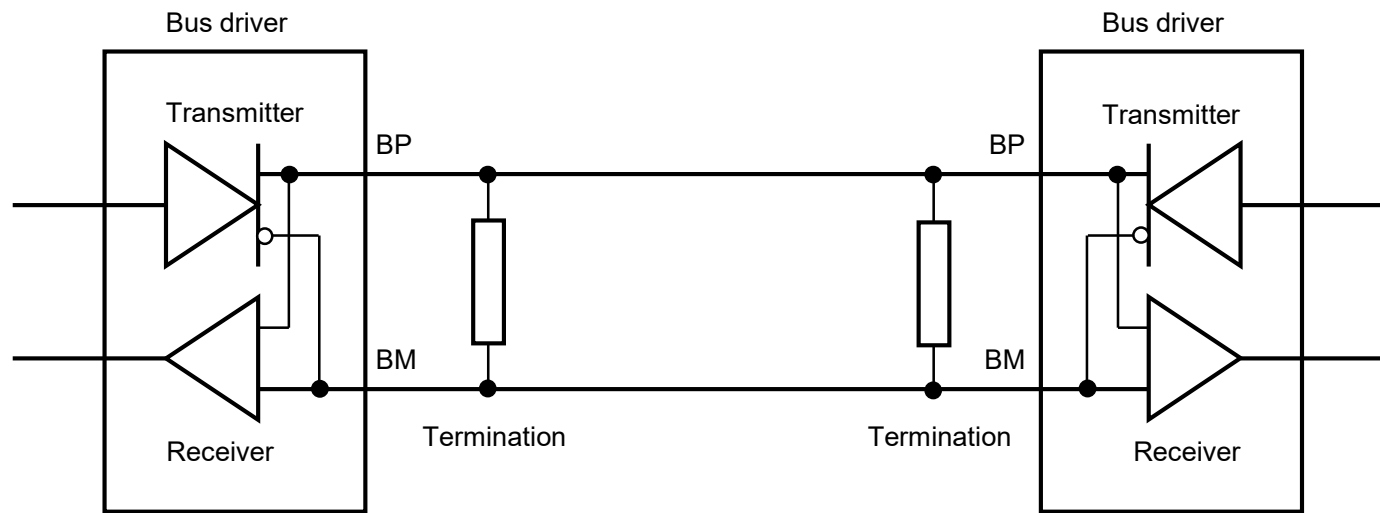 Bus driver
Bus driver
Transmitter
Transmitter
BP
BP
BM
BM
Termination
Termination
Receiver
Receiver